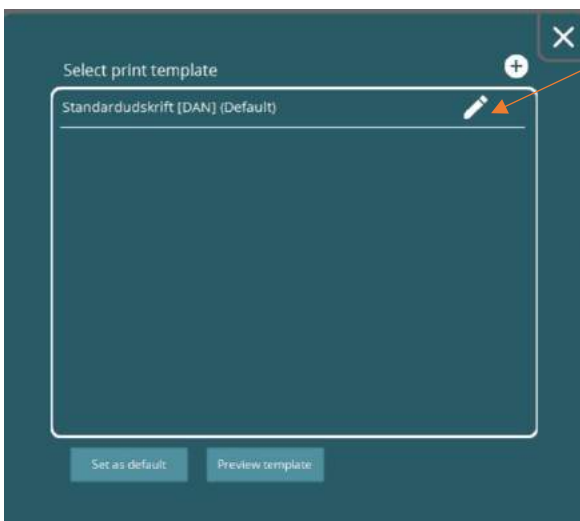 Select print template
Standardudskrift [DAN] (Default)
Set as default
Preview template